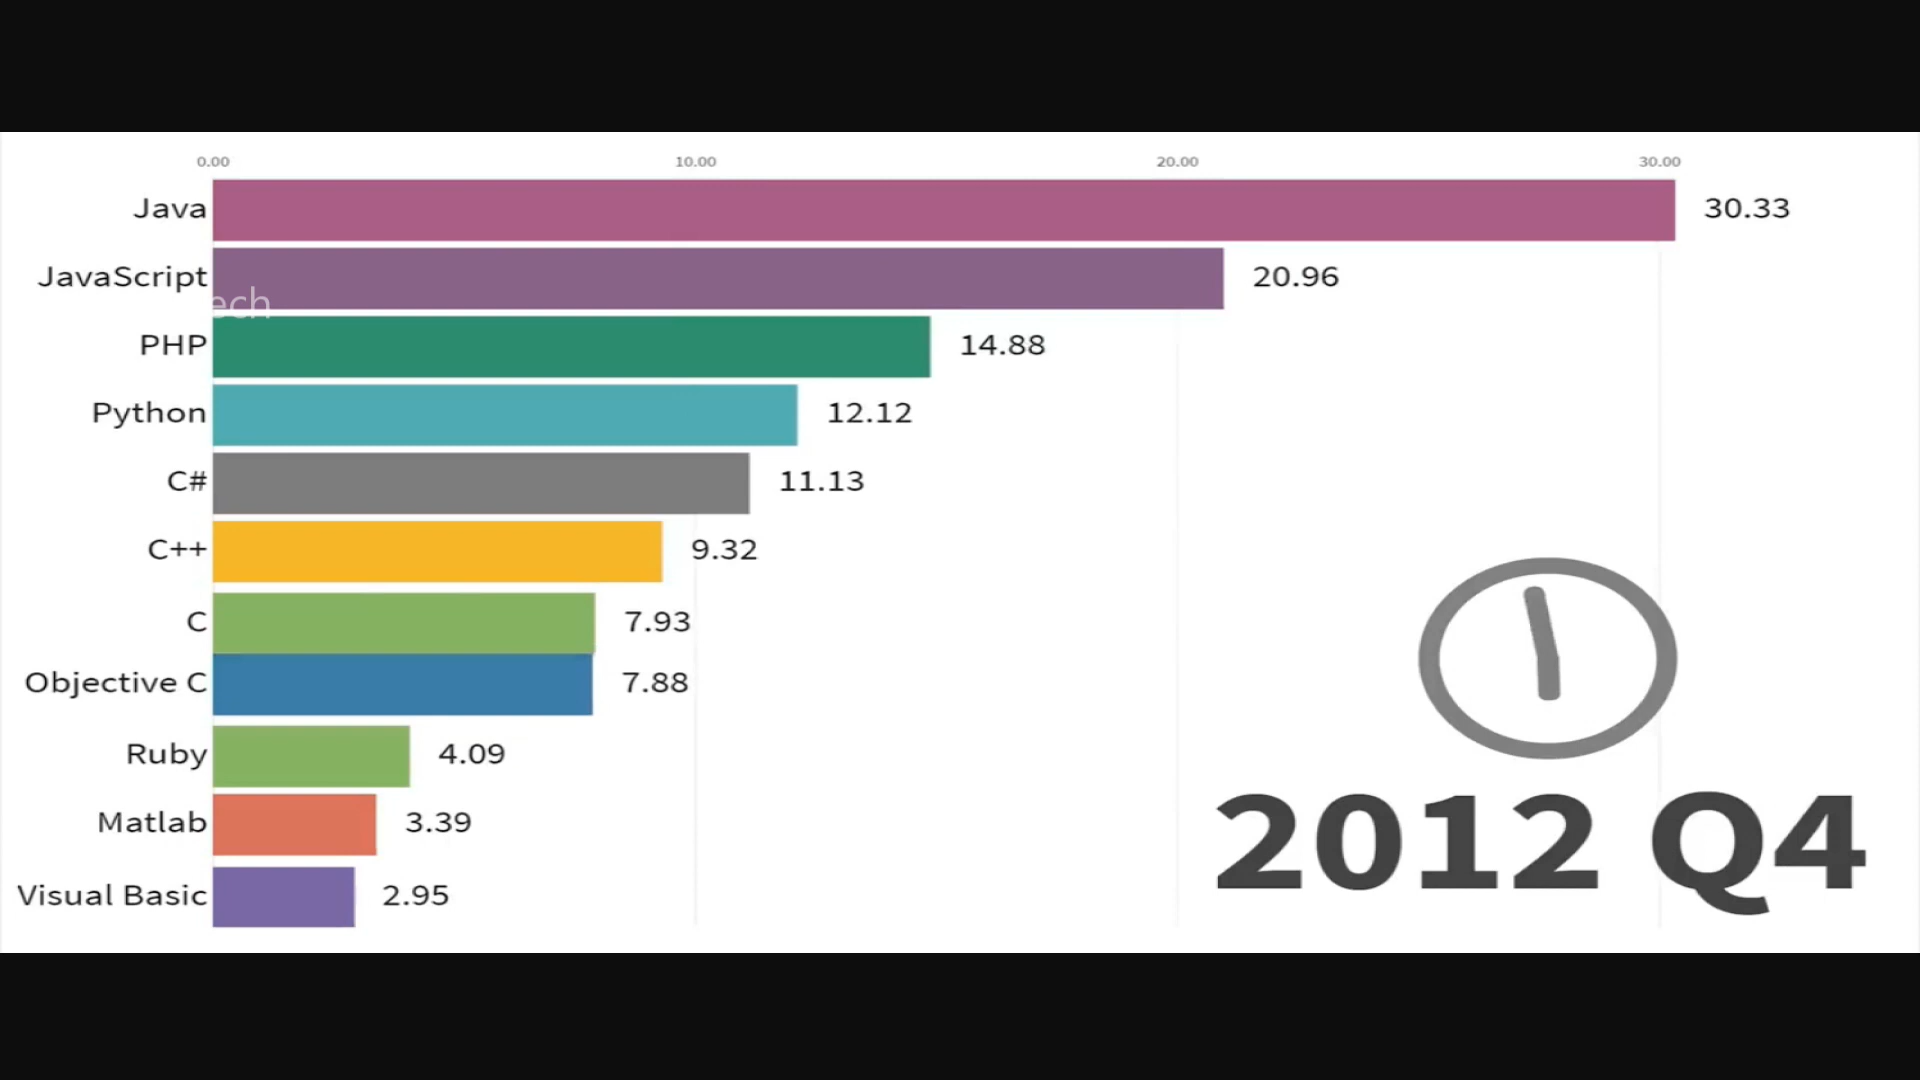 0.00 10.00 20.00 30.00
Java 30.33
JavaScript 20.96
ech
PHP 14.88
Python 12.12
C# 11.13
C++ 9.32
C 7.93
Objective C 7.88
Ruby 4.09
Matlab 3.39
Visual Basic 2.95
2012 Q4